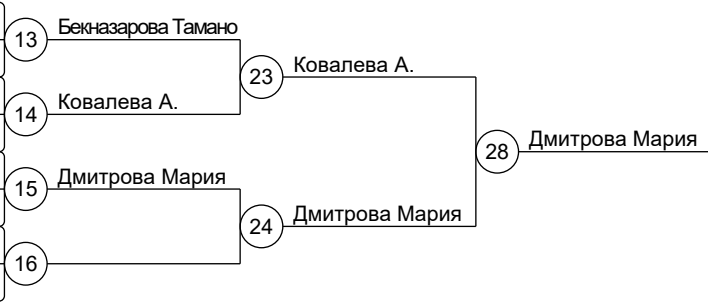 13 Бекназарова Тамано
23 Ковалева А.
14 Ковалева А.
28 Дмитрова Мария
15 Дмитрова Мария
24 Дмитрова Мария
16